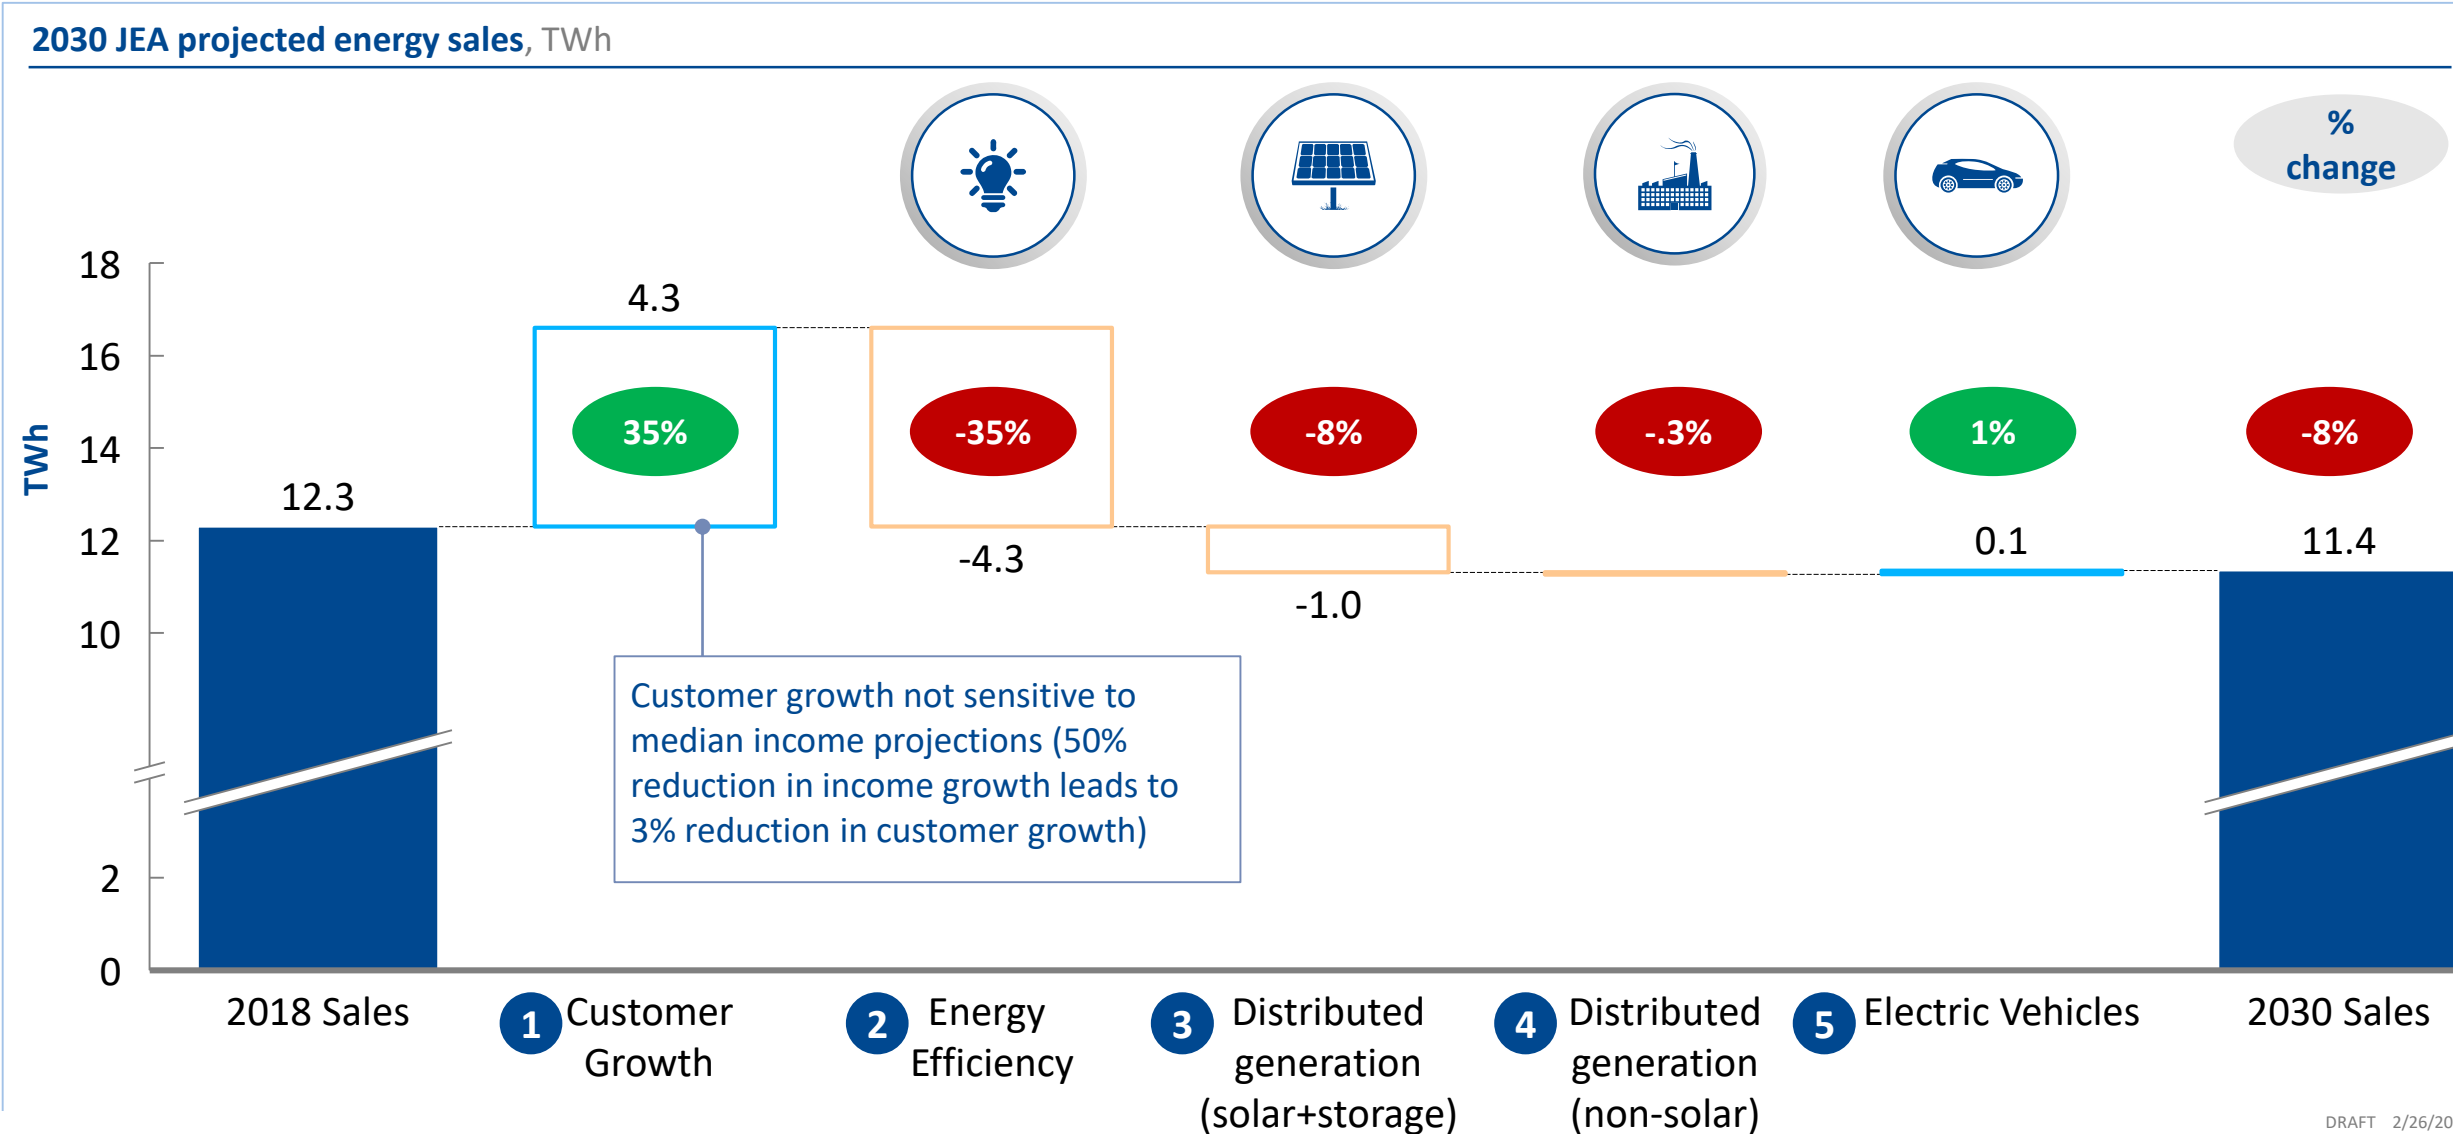 2030 JEA projected energy sales, TWh
%
change
18
16
14
12
10
2
0
TWh
12.3
4.3
-4.3
-1.0
0.1
11.4
35%
-35%
-8%
-.3%
1%
-8%
Customer growth not sensitive to
median income projections (50%
reduction in income growth leads to
3% reduction in customer growth)
2018 Sales
1 Customer
Growth
2 Energy
Efficiency
3 Distributed
generation
(solar+storage)
4 Distributed
generation
(non-solar)
5 Electric Vehicles
2030 Sales
DRAFT 2/26/20